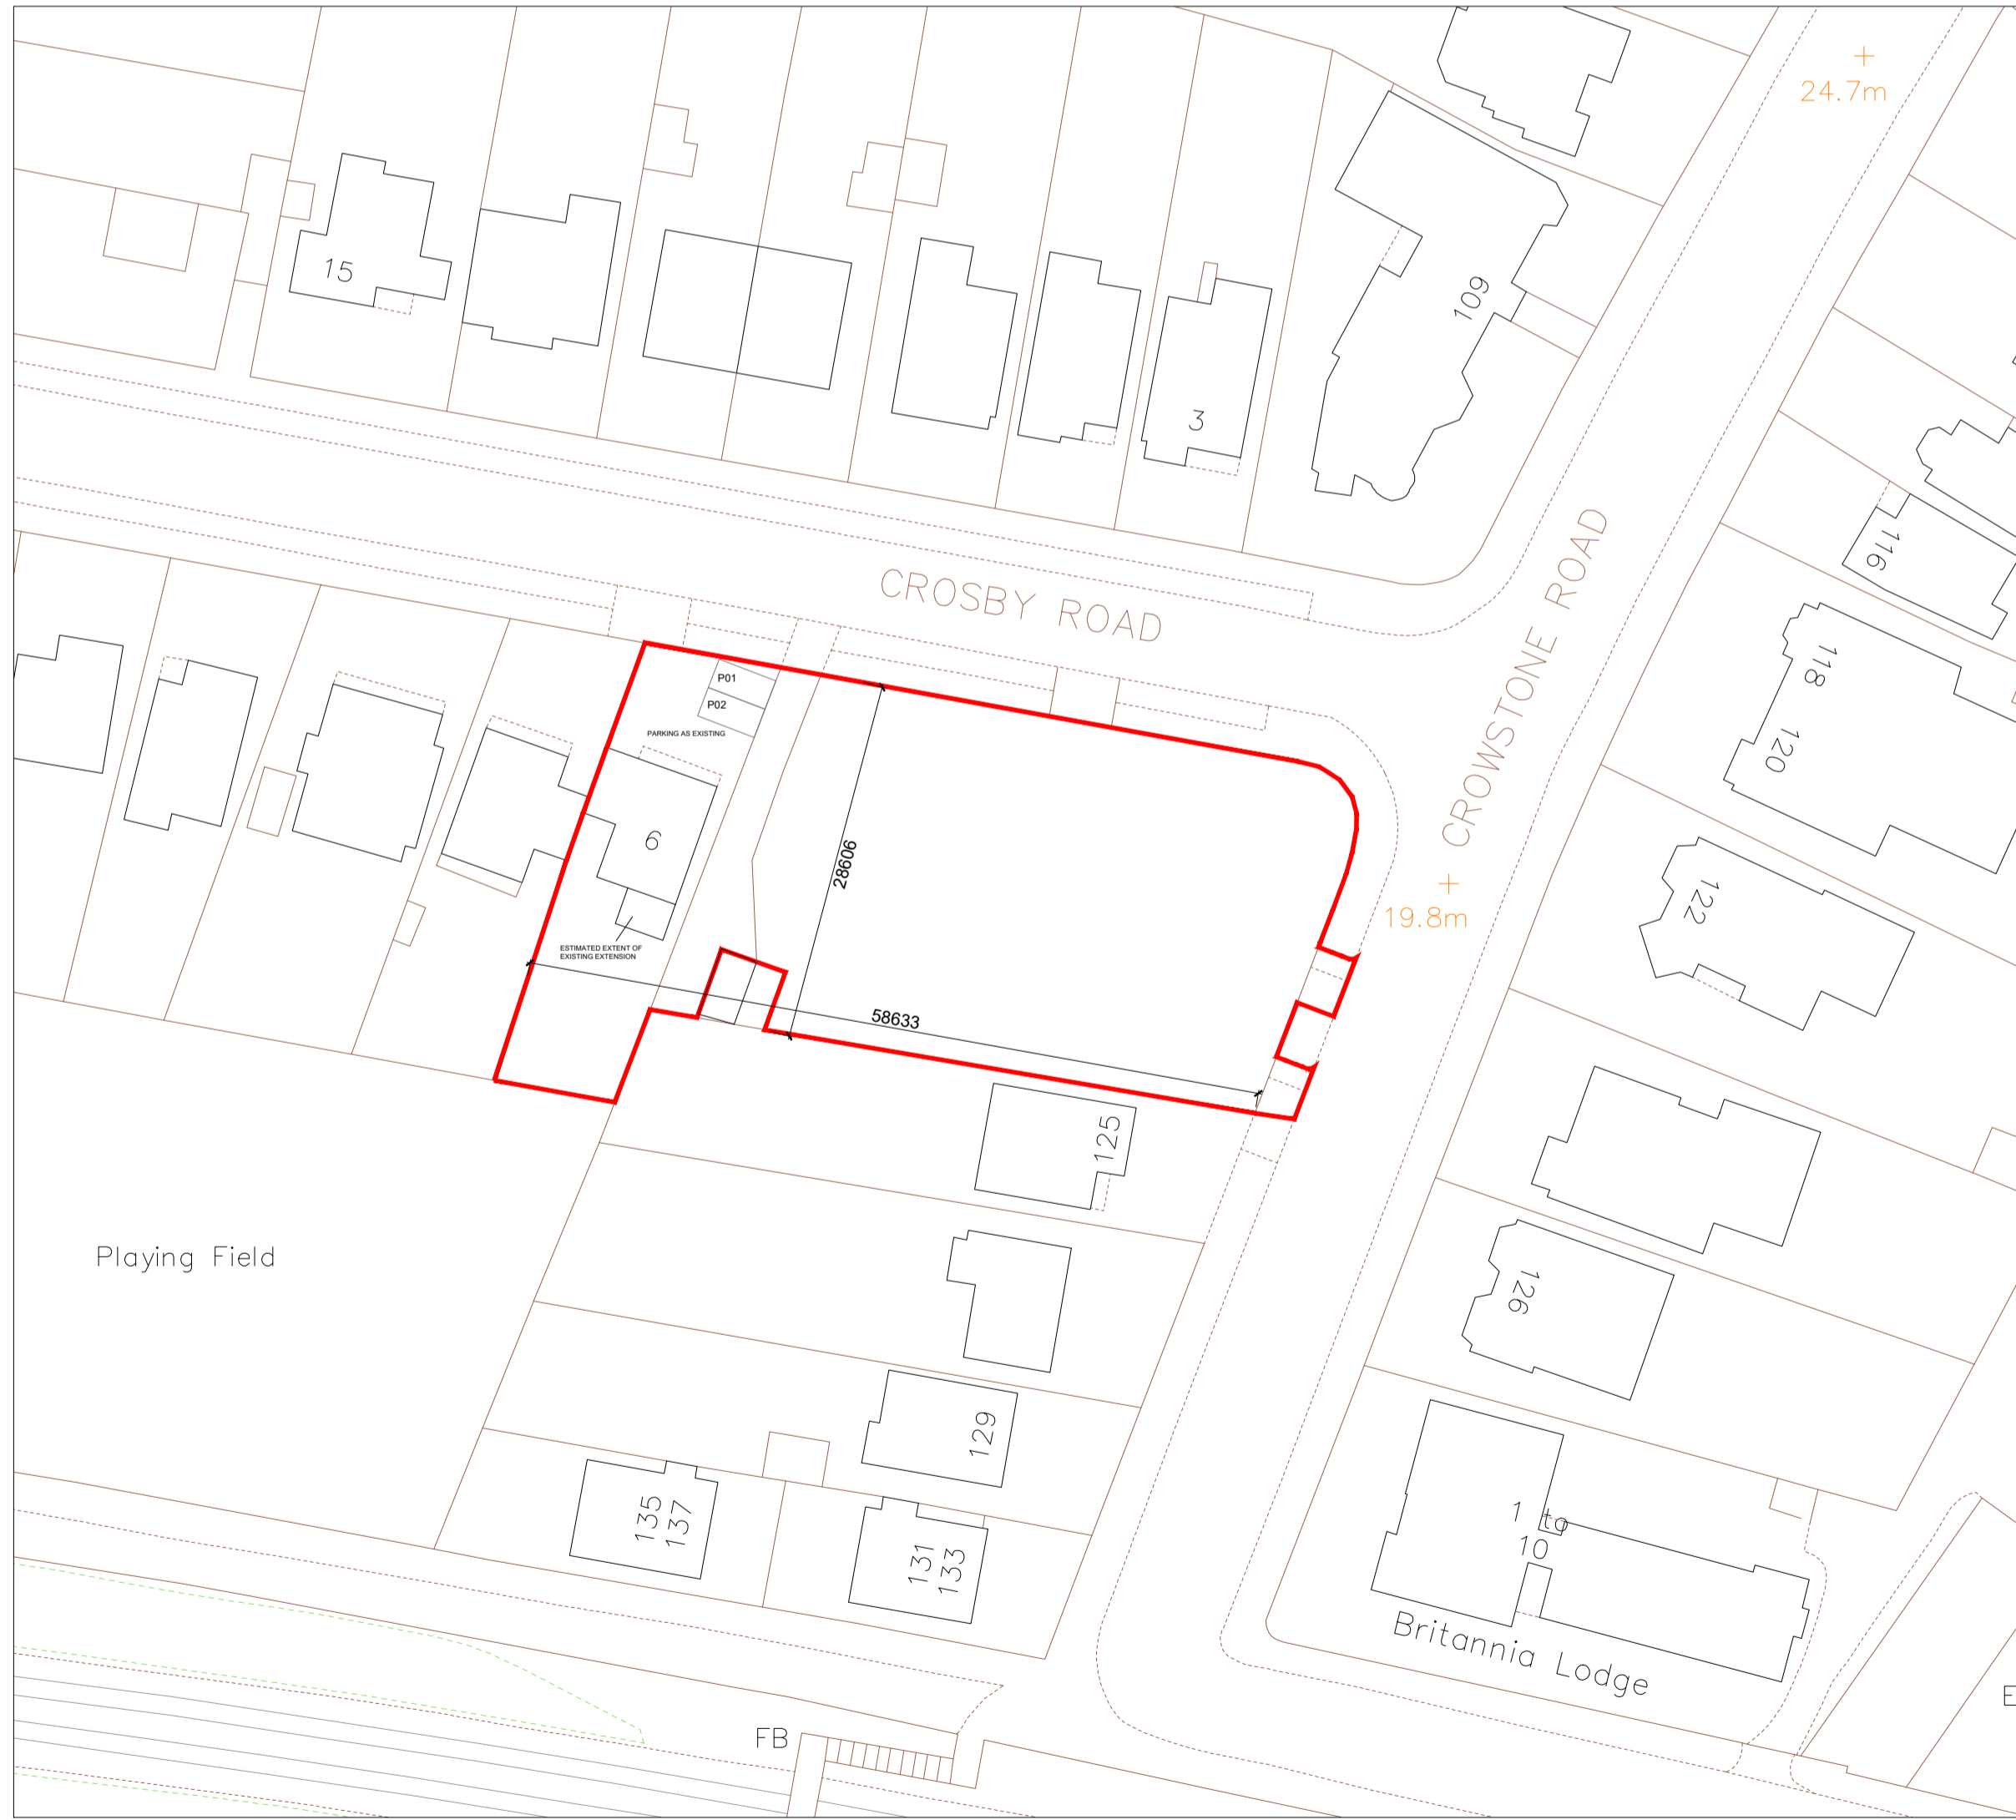 24.7m
15
109
3
CROSBY ROAD
116
P01
P02
PARKING AS EXISTING
118
120
CROWSTONE ROAD
6
28606
122
19.8m
ESTIMATED EXTENT OF
EXISTING EXTENSION
58633
125
Playing Field
126
129
135
137
131
133
1 to
10
Britannia Lodge
FB